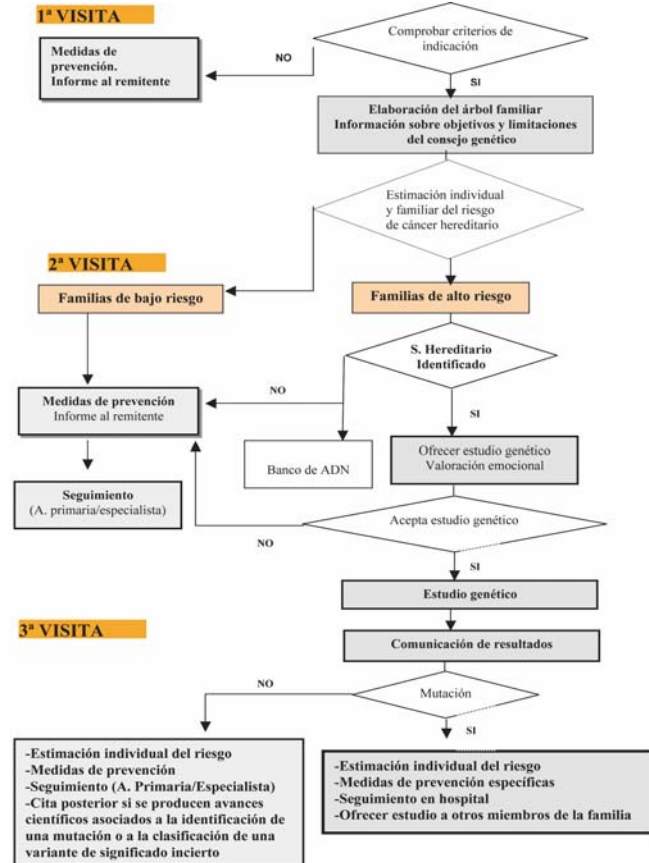 1ª VISITA
Comprobar criterios de
indicación
NO
Medidas de
prevención.
Informe al remitente
SI
Elaboración del árbol familiar
Información sobre objetivos y limitaciones
del consejo genético
Estimación individual
y familiar del riesgo
de cáncer hereditario
2ª VISITA
Familias de bajo riesgo
Familias de alto riesgo
S. Hereditario
Identificado
NO
Medidas de prevención
Informe al remitente
SI
Banco de ADN
Ofrecer estudio genético
Valoración emocional
Seguimiento
(A. primaria/especialista)
Acepta estudio genético
NO
SI
Estudio genético
3ª VISITA
Comunicación de resultados
NO
Mutación
SI
-Estimación individual del riesgo
-Medidas de prevención
-Seguimiento (A. Primaria/Especialista)
-Cita posterior si se producen avances
científicos asociados a la identificación de
una mutación o a la clasificación de una
variante de significado incierto
-Estimación individual del riesgo
-Medidas de prevención específicas
-Seguimiento en hospital
-Ofrecer estudio a otros miembros de la familia